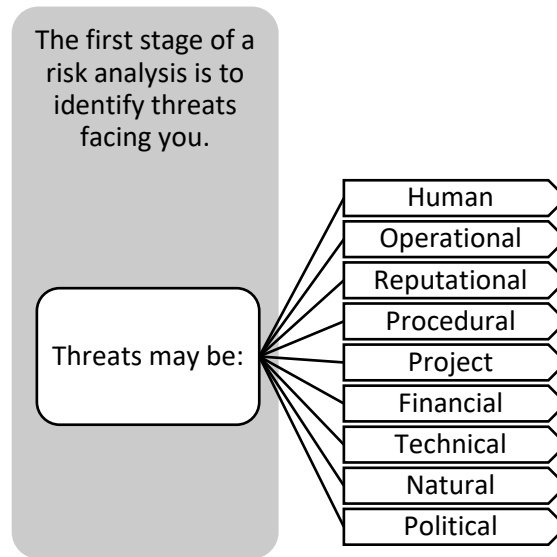 The first stage of a
risk analysis is to
identify threats
facing you.
Threats may be:
Human
Operational
Reputational
Procedural
Project
Financial
Technical
Natural
Political